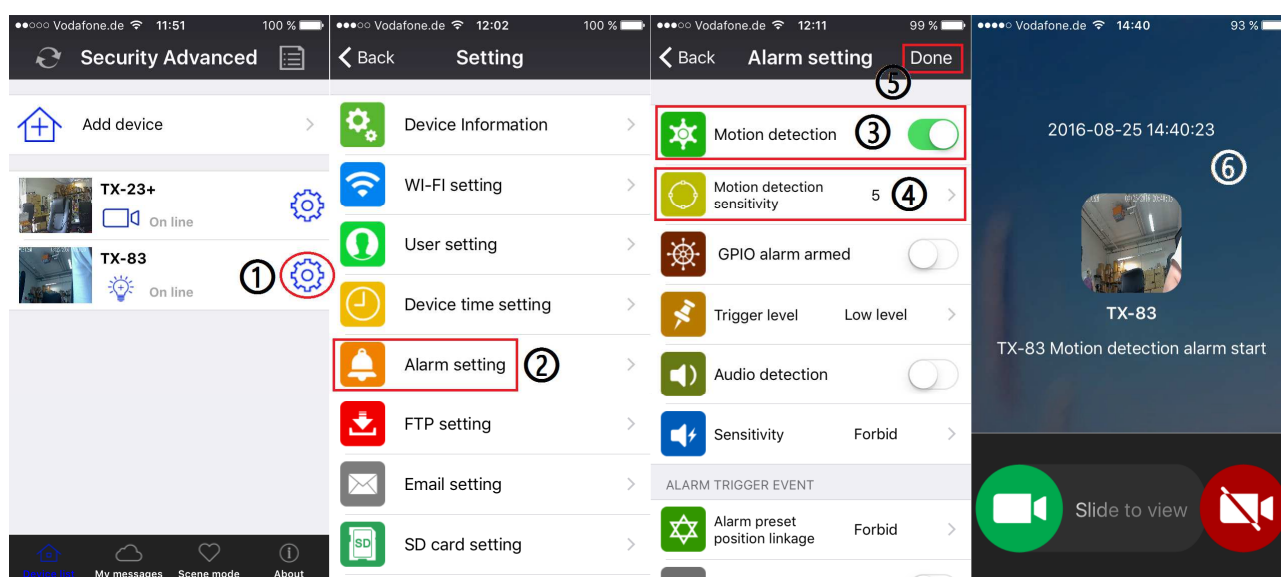 Vodafone.de 11:51 100 %
Security Advanced
Add device
TX-23+
On line
TX-83
On line
①
Device list My messages Scene mode About
Vodafone.de 12:02 100 %
Back Setting
Device Information
WI-FI setting
User setting
Device time setting
Alarm setting ②
FTP setting
Email setting
SD
SD card setting
Vodafone.de 12:11 99 %
Back Alarm setting Done
⑤
Motion detection ③
Motion detection
sensitivity 5 ④
GPIO alarm armed
Trigger level Low level
Audio detection
Sensitivity Forbid
ALARM TRIGGER EVENT
Alarm preset
position linkage Forbid
Vodafone.de 14:40 93 %
2016-08-25 14:40:23
⑥
TX-83
TX-83 Motion detection alarm start
Slide to view